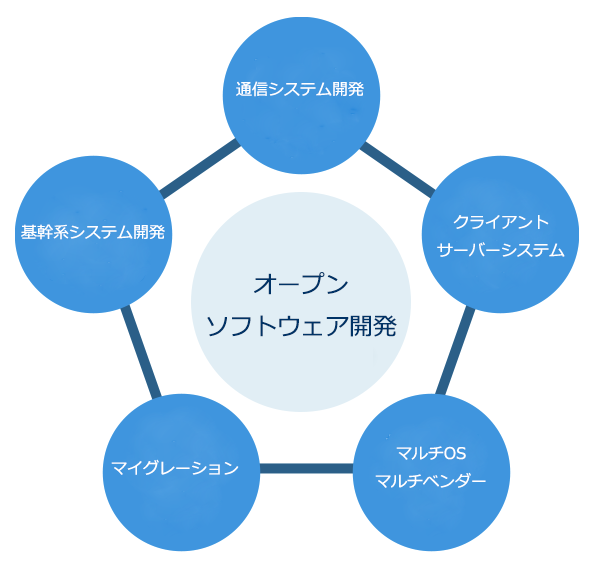 通信システム開発
基幹系システム開発
クライアント
サーバーシステム
オープン
ソフトウェア開発
マイグレーション
マルチOS
マルチベンダー